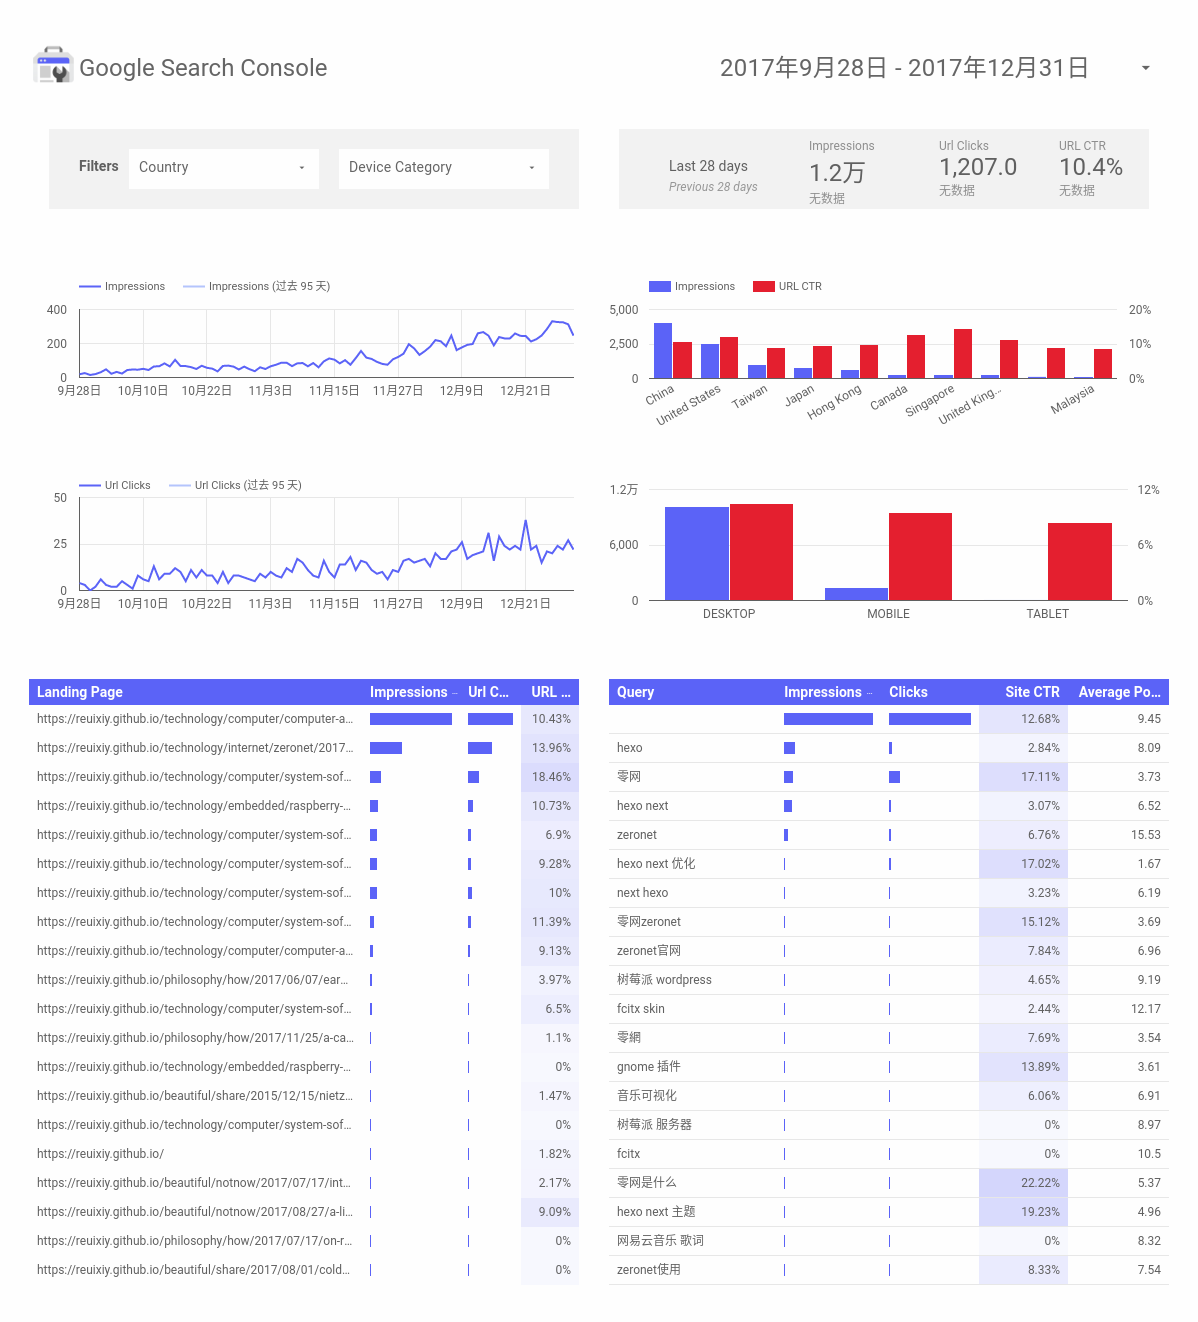 Google Search Console
2017年9月28日 - 2017年12月31日
Filters
Country
Device Category
Last 28 days
Previous 28 days
Impressions
1.2万
无数据
Url Clicks
1,207.0
无数据
URL CTR
10.4%
无数据
Impressions Impressions (过去 95 天)
400
200
0
9月28日 10月10日 10月22日 11月3日 11月15日 11月27日 12月9日 12月21日
Impressions URL CTR
5,000 20%
2,500 10%
0 0%
China United States Taiwan Japan Hong Kong Canada Singapore United King... Malaysia
Url Clicks Url Clicks (过去 95 天)
50
25
0
9月28日 10月10日 10月22日 11月3日 11月15日 11月27日 12月9日 12月21日
1.2万 12%
6,000 6%
0 0%
DESKTOP MOBILE TABLET
Landing Page Impressions Url C... URL ...
https://reuixiy.github.io/technology/computer/computer-a... 10.43%
https://reuixiy.github.io/technology/internet/zeronet/2017... 13.96%
https://reuixiy.github.io/technology/computer/system-sof... 18.46%
https://reuixiy.github.io/technology/embedded/raspberry-... 10.73%
https://reuixiy.github.io/technology/computer/system-sof... 6.9%
https://reuixiy.github.io/technology/computer/system-sof... 9.28%
https://reuixiy.github.io/technology/computer/system-sof... 10%
https://reuixiy.github.io/technology/computer/system-sof... 11.39%
https://reuixiy.github.io/technology/computer/computer-a... 9.13%
https://reuixiy.github.io/philosophy/how/2017/06/07/ear... 3.97%
https://reuixiy.github.io/technology/computer/system-sof... 6.5%
https://reuixiy.github.io/philosophy/how/2017/11/25/a-ca... 1.1%
https://reuixiy.github.io/technology/embedded/raspberry-... 0%
https://reuixiy.github.io/beautiful/share/2015/12/15/nietz... 1.47%
https://reuixiy.github.io/technology/computer/system-sof... 0%
https://reuixiy.github.io/ 1.82%
https://reuixiy.github.io/beautiful/notnow/2017/07/17/int... 2.17%
https://reuixiy.github.io/beautiful/notnow/2017/08/27/a-li... 9.09%
https://reuixiy.github.io/philosophy/how/2017/07/17/on-r... 0%
https://reuixiy.github.io/beautiful/share/2017/08/01/cold... 0%
Query Impressions Clicks Site CTR Average Po...
12.68% 9.45
hexo 2.84% 8.09
零网 17.11% 3.73
hexo next 3.07% 6.52
zeronet 6.76% 15.53
hexo next 优化 17.02% 1.67
next hexo 3.23% 6.19
零网zeronet 15.12% 3.69
zeronet官网 7.84% 6.96
树莓派 wordpress 4.65% 9.19
fcitx skin 2.44% 12.17
零網 7.69% 3.54
gnome 插件 13.89% 3.61
音乐可视化 6.06% 6.91
树莓派 服务器 0% 8.97
fcitx 0% 10.5
零网是什么 22.22% 5.37
hexo next 主题 19.23% 4.96
网易云音乐 歌词 0% 8.32
zeronet使用 8.33% 7.54